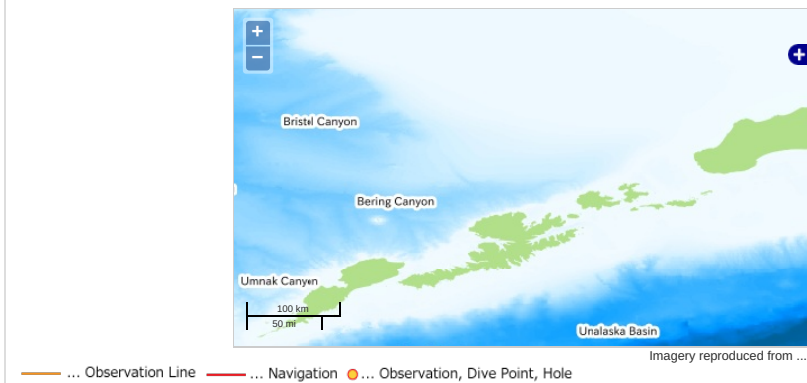 +
−
+
Bristol Canyon
Bering Canyon
Umnak Canyon
100 km
50 mi
Unalaska Basin
Imagery reproduced from ...
... Observation Line ... Navigation ... Observation, Dive Point, Hole